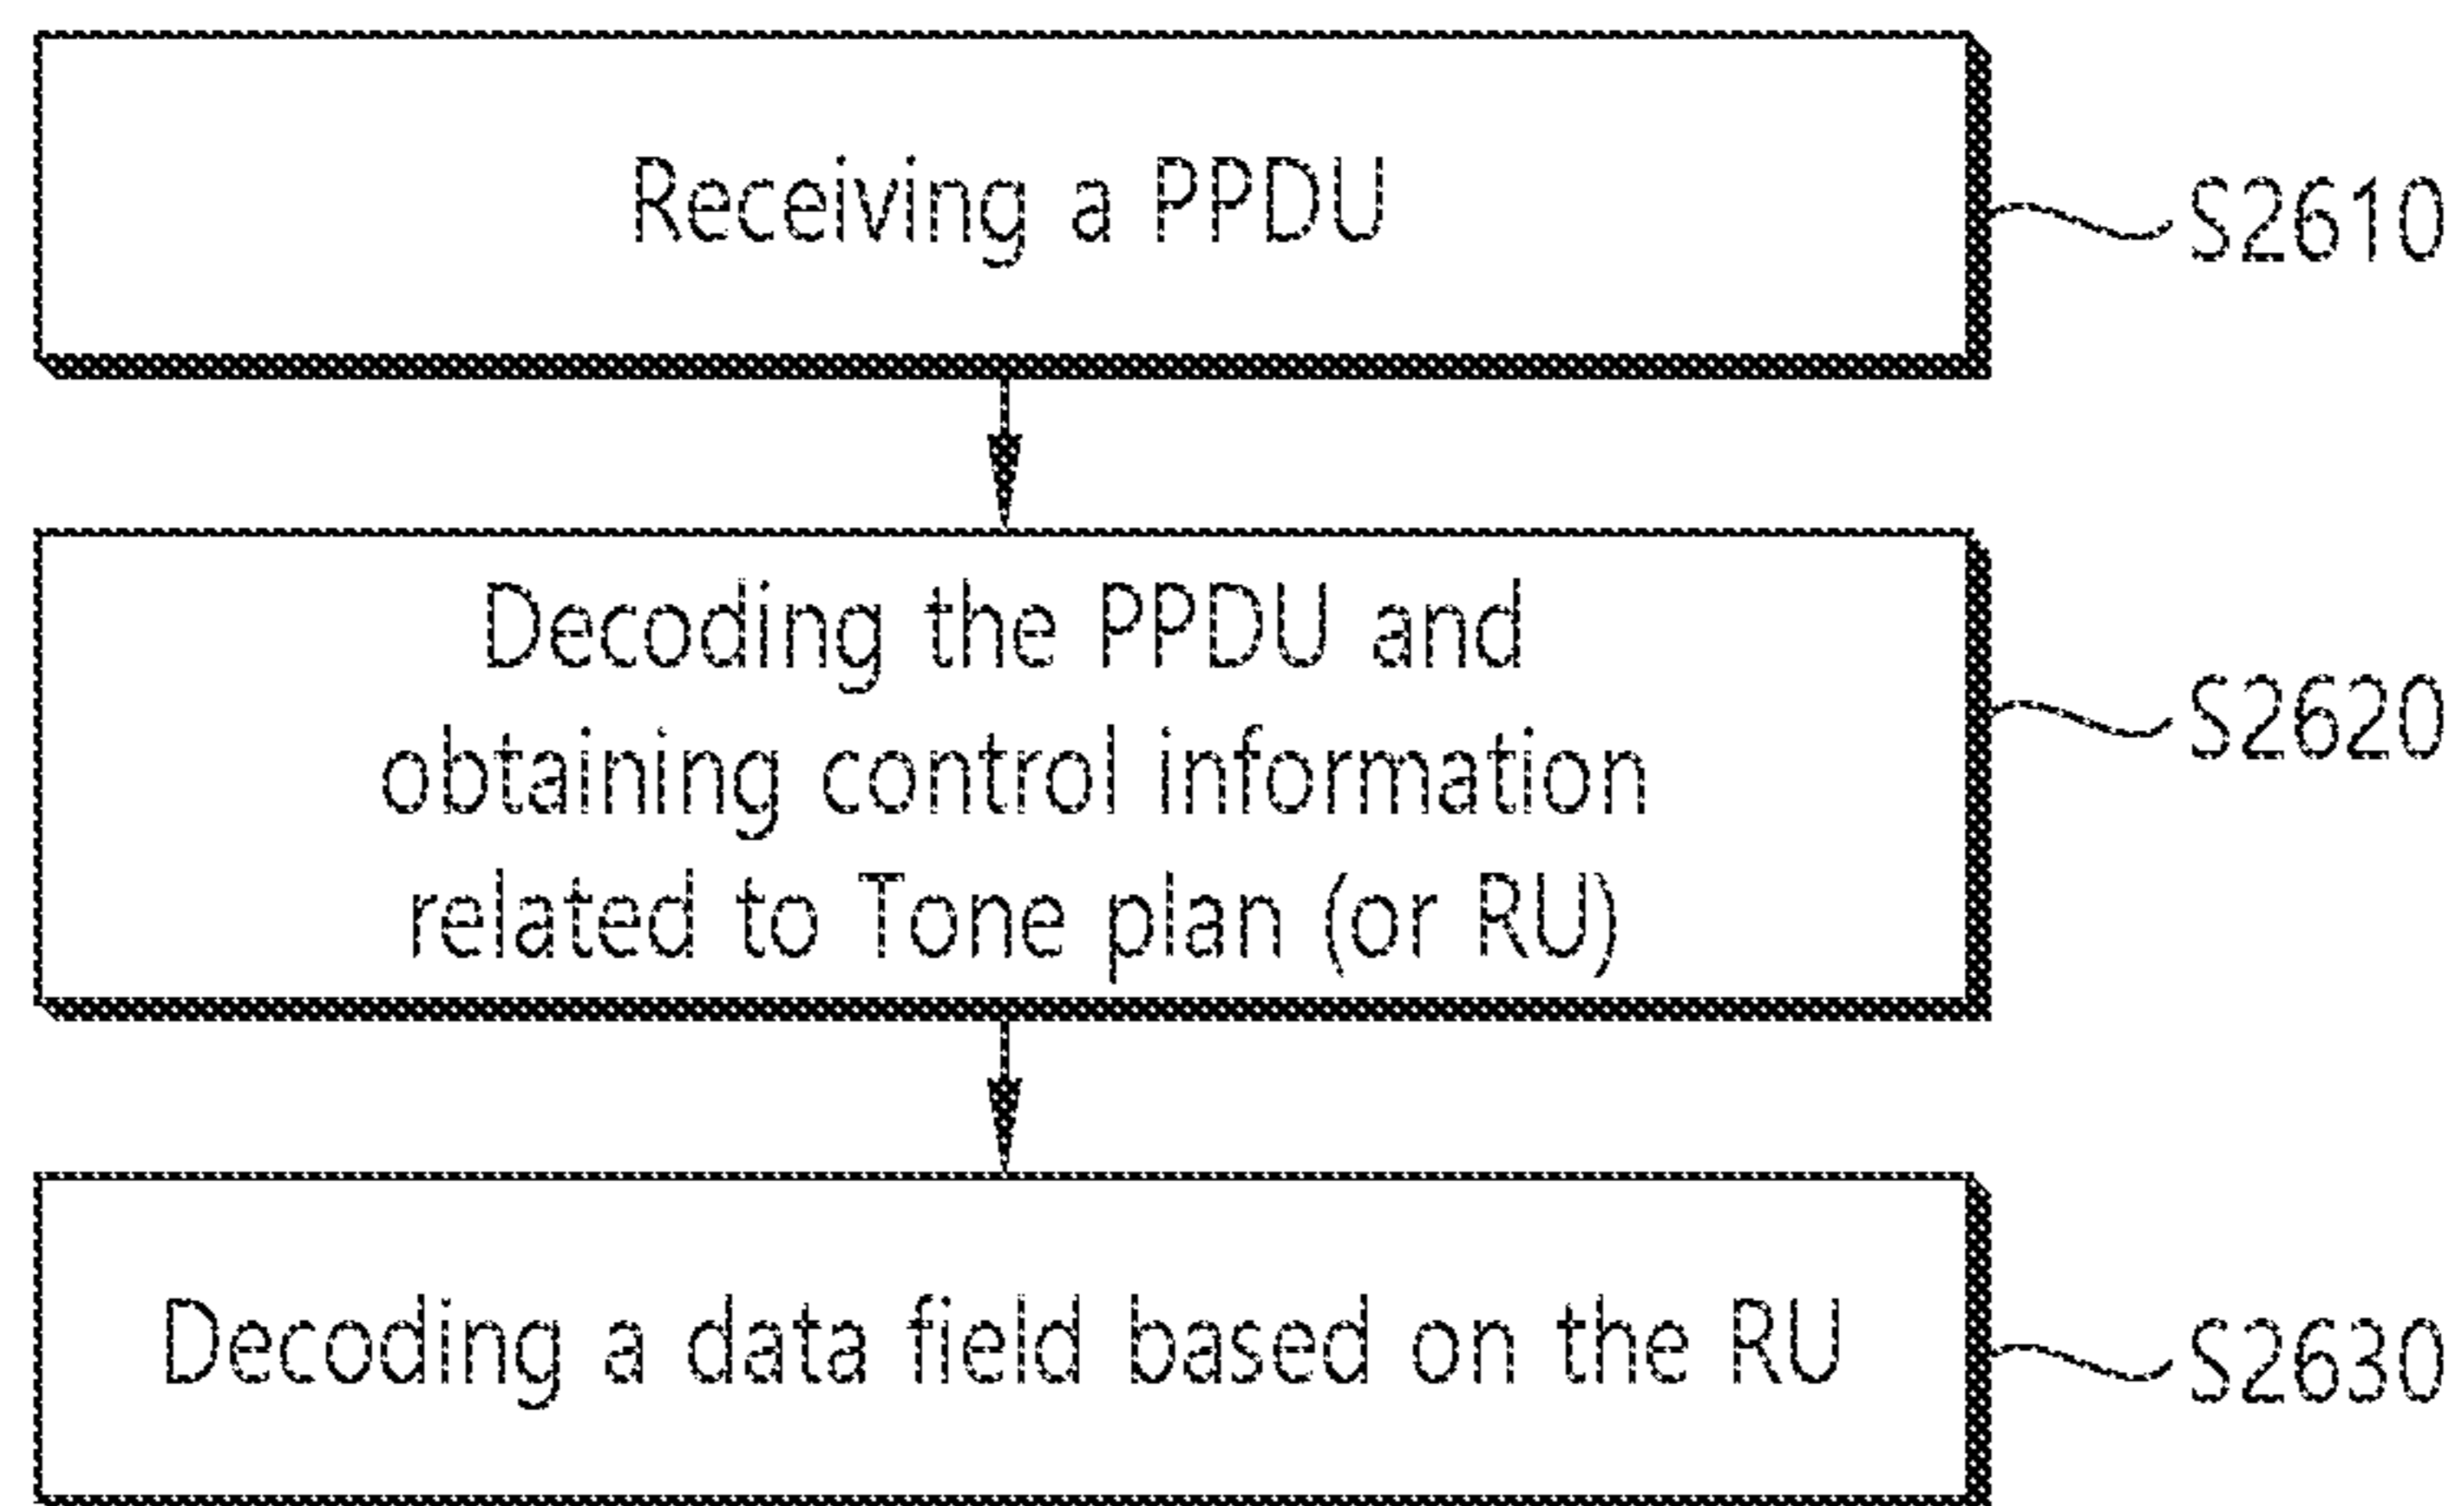 Receiving a PPDU
S2610
Decoding the PPDU and
obtaining control information
related to Tone plan (or RU)
S2620
Decoding a data field based on the RU
S2630